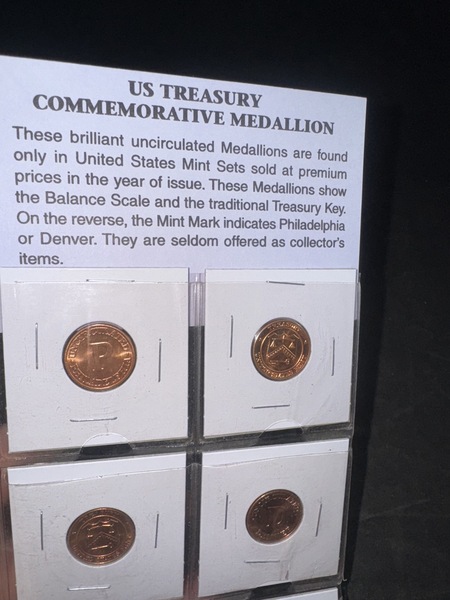 US TREASURY
COMMEMORATIVE MEDALLION
These brilliant uncirculated Medallions are found
only in United States Mint Sets sold at premium
prices in the year of issue. These Medallions show
the Balance Scale and the traditional Treasury Key.
On the reverse, the Mint Mark indicates Philadelphia
or Denver. They are seldom offered as collector's
items.